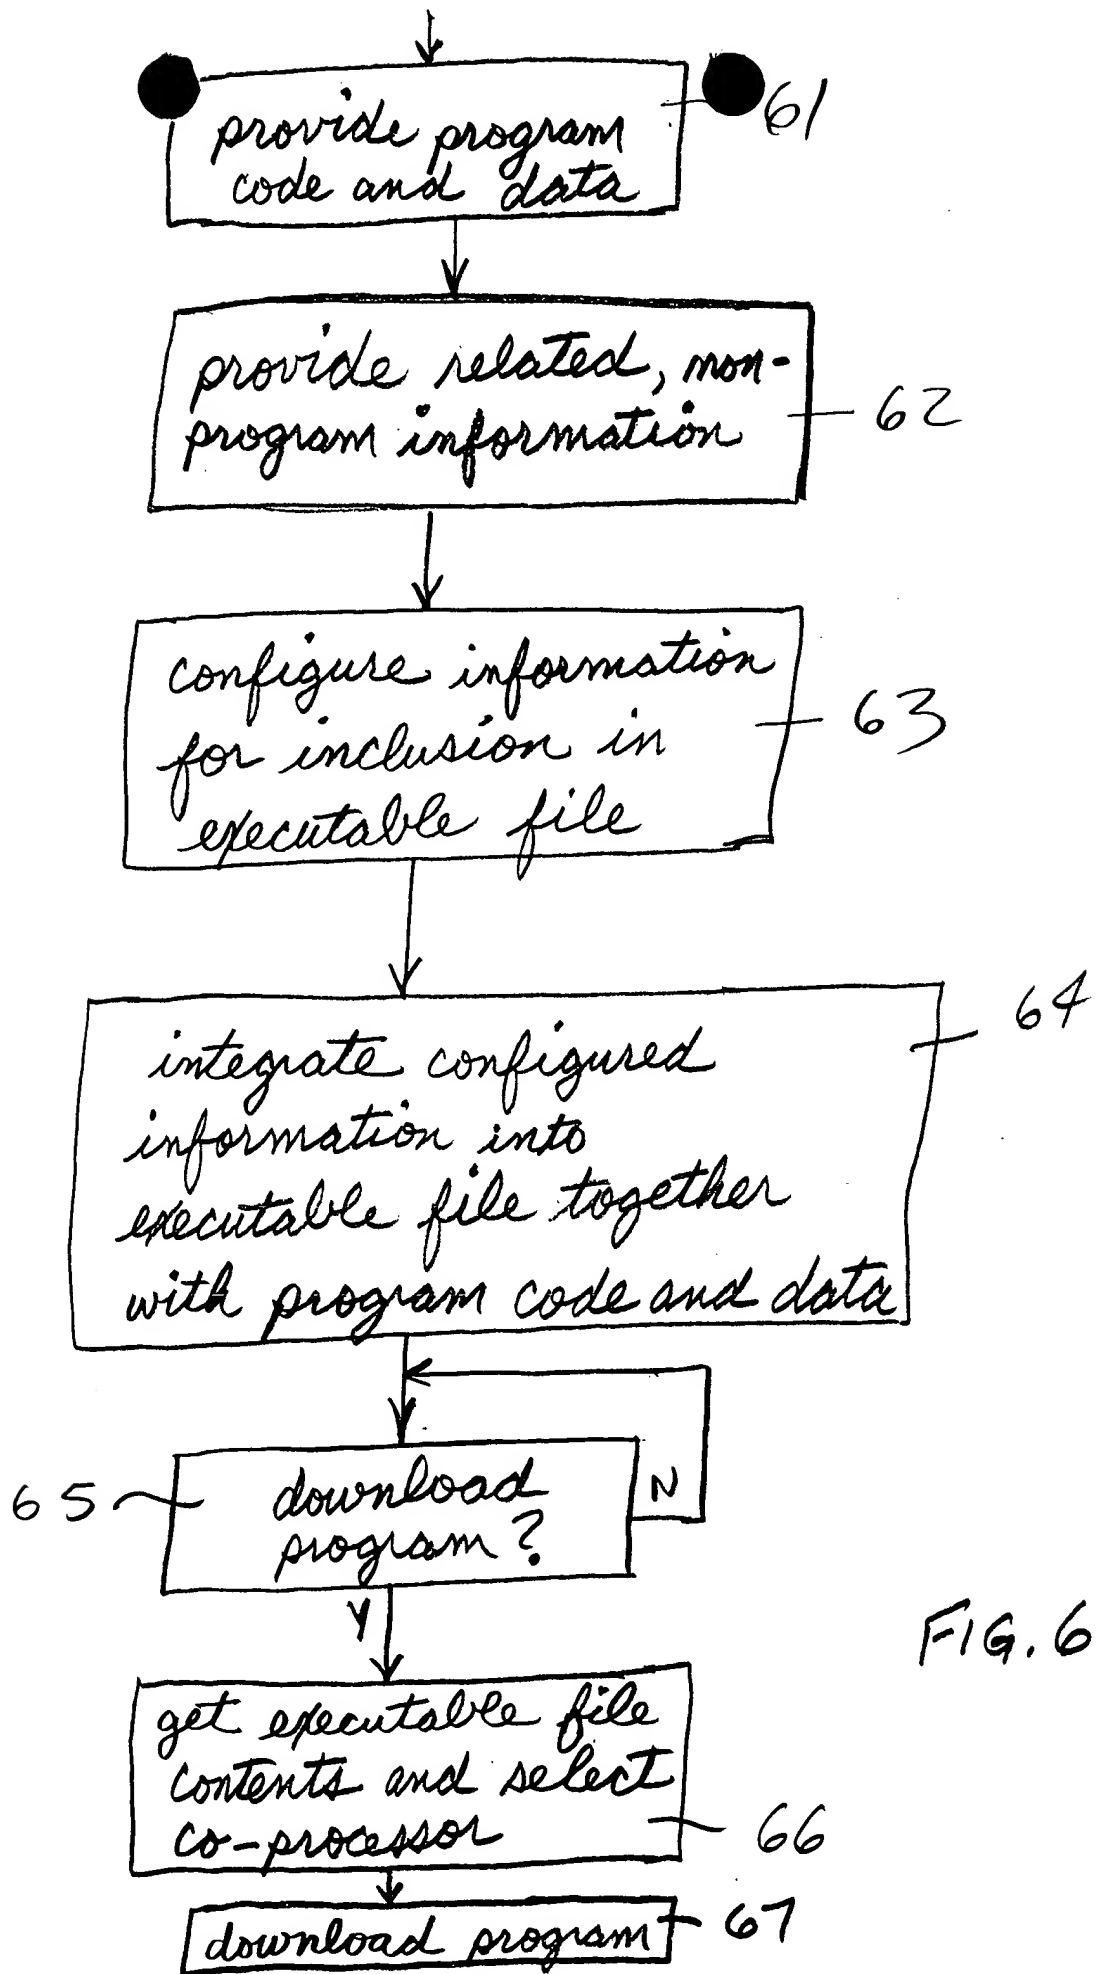 provide program
code and data
61
provide related, non-
program information
62
configure information
for inclusion in
executable file
63
integrate configured
information into
executable file together
with program code and data
64
download
program?
65
N
Y
get executable file
contents and select
co-processor
66
download program
67
FIG. 6